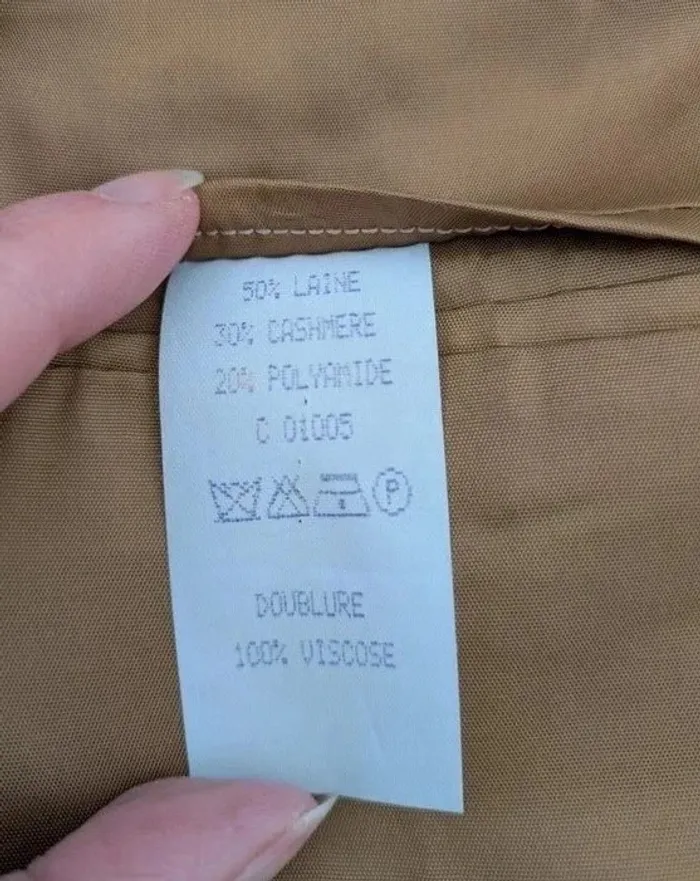 50% LAINE
30% CASHMERE
20% POLYAMIDE
C 01005
P
DOUBLURE
100% VISCOSE